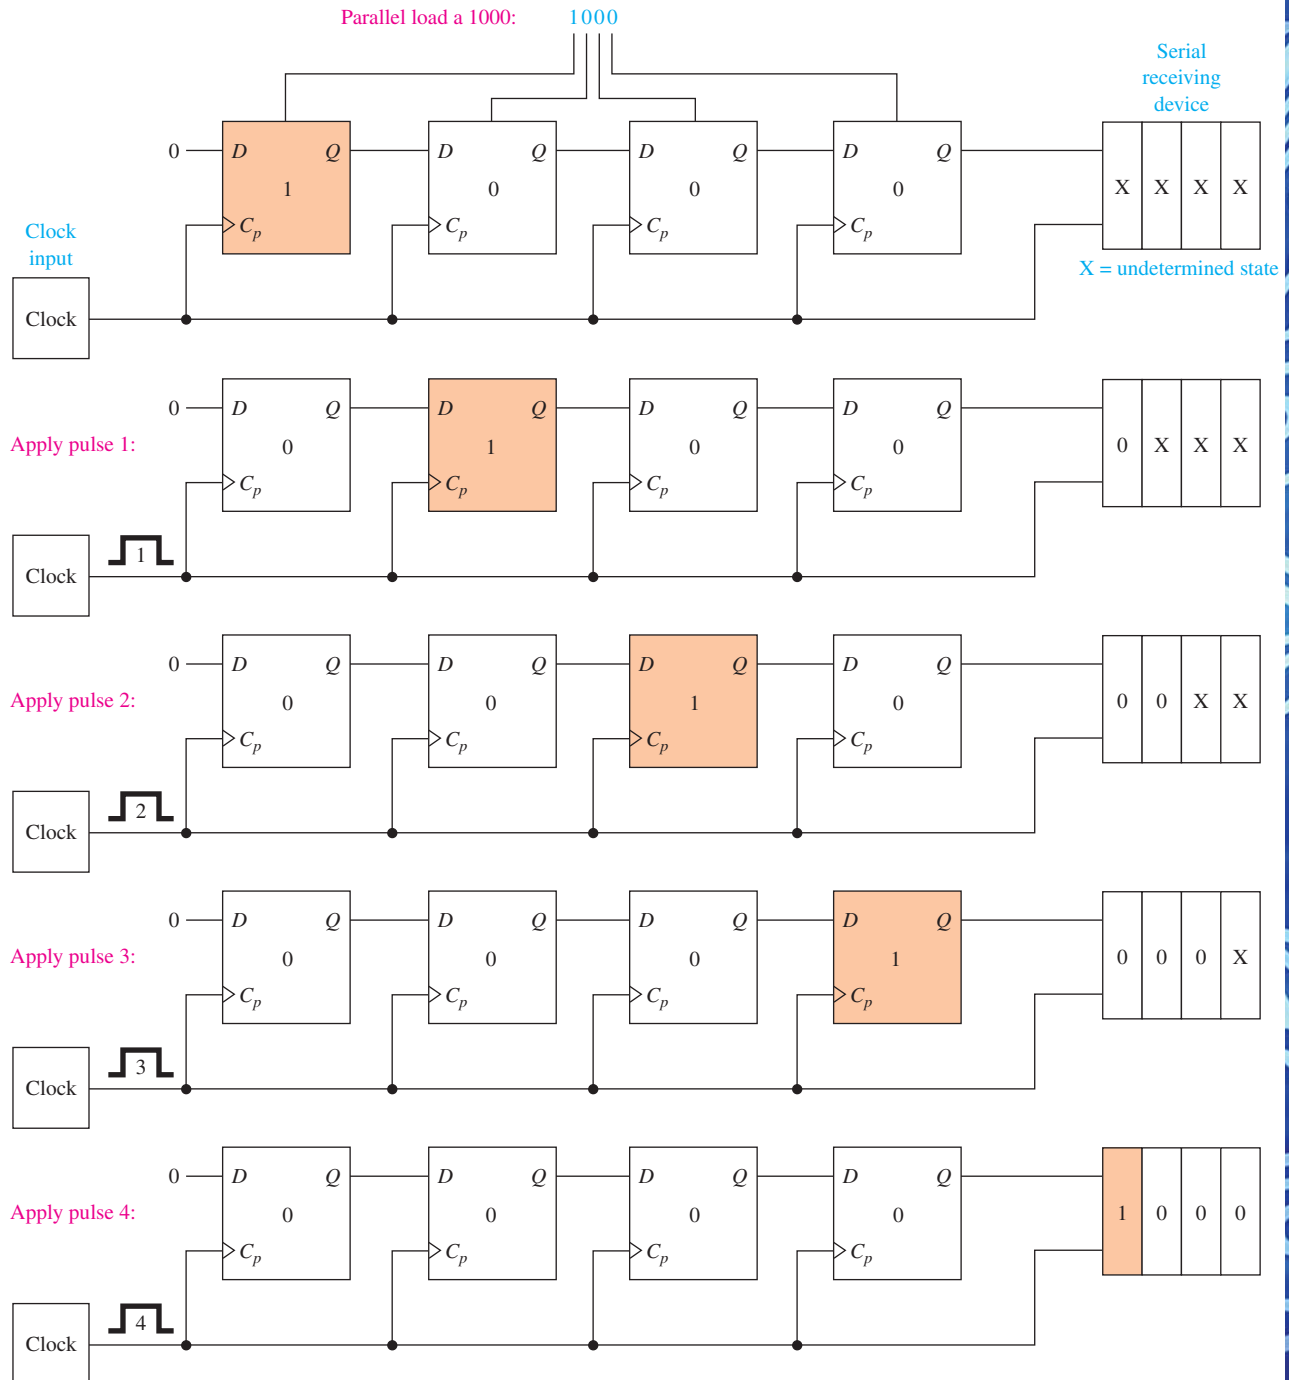 Parallel load a 1000: 1000
Serial
receiving
device
0 D Q D Q D Q D Q
1 0 0 0 X X X X
Cp Cp Cp Cp
Clock
input
X = undetermined state
Clock
0 D Q D Q D Q D Q
Apply pulse 1: 0 1 0 0 0 X X X
Cp Cp Cp Cp
Clock 1
0 D Q D Q D Q D Q
Apply pulse 2: 0 0 1 0 0 0 X X
Cp Cp Cp Cp
Clock 2
0 D Q D Q D Q D Q
Apply pulse 3: 0 0 0 1 0 0 0 X
Cp Cp Cp Cp
Clock 3
0 D Q D Q D Q D Q
Apply pulse 4: 0 0 0 0 1 0 0 0
Cp Cp Cp Cp
Clock 4